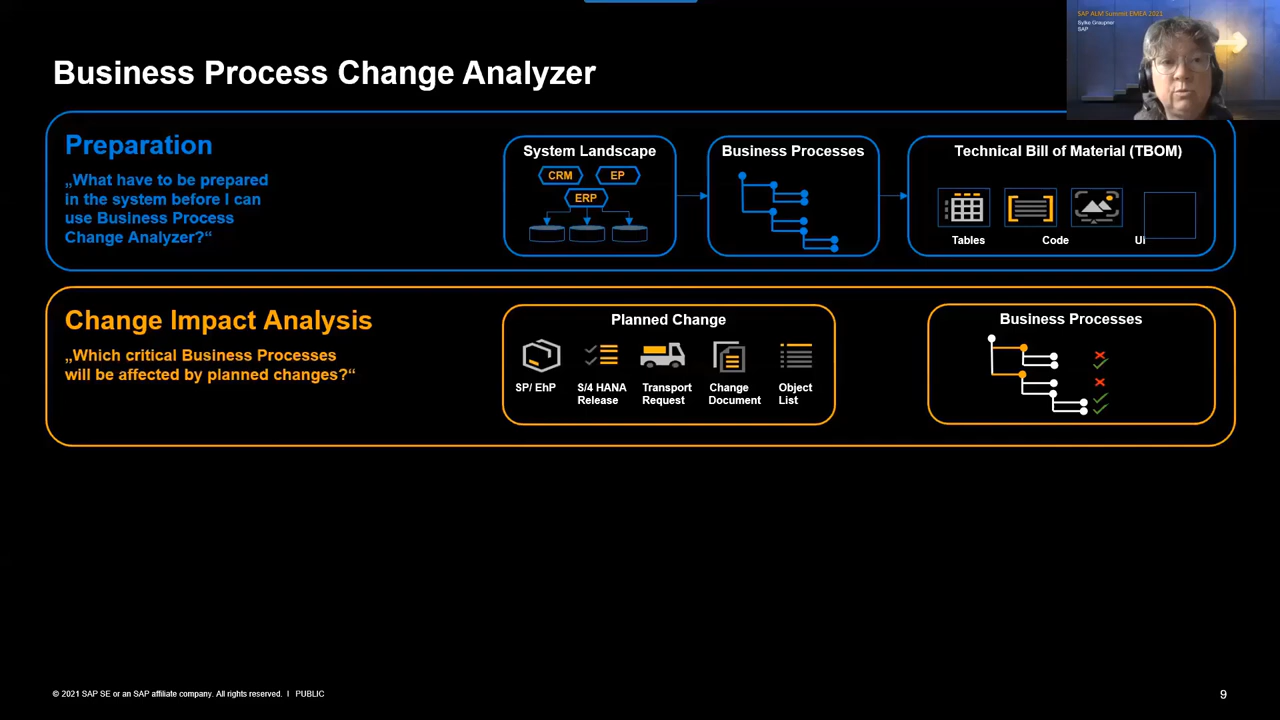 SAP ALM Summit EMEA 2021
Sylke Graupner
SAP
Business Process Change Analyzer
Preparation
„What have to be prepared
in the system before I can
use Business Process
Change Analyzer?“
System Landscape
CRM
EP
ERP
Business Processes
Technical Bill of Material (TBOM)
Tables
Code
UI
Change Impact Analysis
„Which critical Business Processes
will be affected by planned changes?“
Planned Change
SP/ EhP
S/4 HANA
Release
Transport
Request
Change
Document
Object
List
Business Processes
© 2021 SAP SE or an SAP affiliate company. All rights reserved. I PUBLIC
9